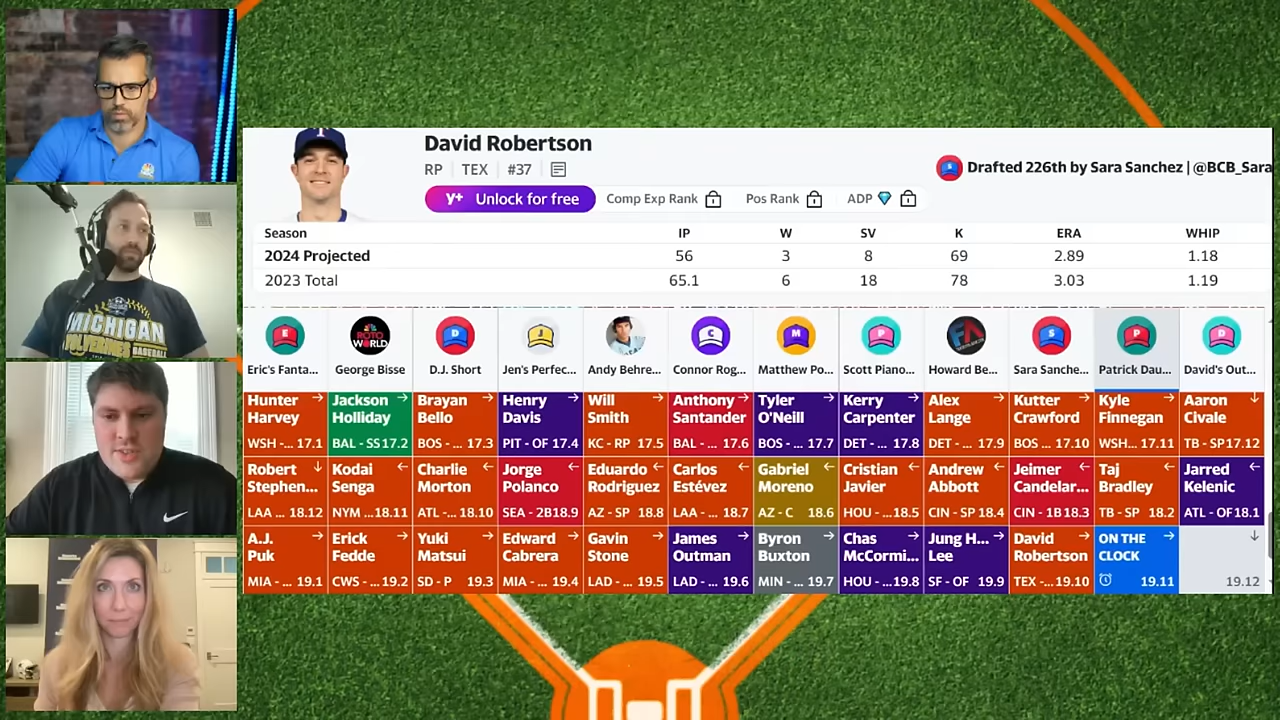 David Robertson
RP TEX #37
Drafted 226th by Sara Sanchez | @BCB_Sara
y+ Unlock for free Comp Exp Rank Pos Rank ADP
Season IP W SV K ERA WHIP
2024 Projected 56 3 8 69 2.89 1.18
2023 Total 65.1 6 18 78 3.03 1.19
E ROTO WORLD D J C M P FA S P D
Eric's Fanta... George Bisse D.J. Short Jen's Perfec... Andy Behre... Connor Rog... Matthew Po... Scott Piano... Howard Be... Sara Sanche... Patrick Dau... David's Out...
Hunter Jackson Brayan Henry Will Anthony Tyler Kerry Alex Kutter Kyle Aaron
Harvey Holliday Bello Davis Smith Santander O'Neill Carpenter Lange Crawford Finnegan Civale
WSH -... 17.1 BAL - SS 17.2 BOS - ... 17.3 PIT - OF 17.4 KC - RP 17.5 BAL - ... 17.6 BOS - ... 17.7 DET - ... 17.8 DET - ... 17.9 BOS ... 17.10 WSH... 17.11 TB - SP 17.12
Robert Kodai Charlie Jorge Eduardo Carlos Gabriel Cristian Andrew Jeimer Taj Jarred
Stephen... Senga Morton Polanco Rodriguez Estévez Moreno Javier Abbott Candelar... Bradley Kelenic
LAA ... 18.12 NYM ... 18.11 ATL -... 18.10 SEA - 2B 18.9 AZ - SP 18.8 LAA - ... 18.7 AZ - C 18.6 HOU - ... 18.5 CIN - SP 18.4 CIN - 1B 18.3 TB - SP 18.2 ATL - OF 18.1
A.J. Erick Yuki Edward Gavin James Byron Chas Jung H... David ON THE
Puk Fedde Matsui Cabrera Stone Outman Buxton McCormi... Lee Robertson CLOCK
MIA - ... 19.1 CWS - ... 19.2 SD - P 19.3 MIA - ... 19.4 LAD - ... 19.5 LAD - ... 19.6 MIN - ... 19.7 HOU - ... 19.8 SF - OF 19.9 TEX -... 19.10 19.11 19.12
MICHIGAN
WOLVERINES
BASEBALL